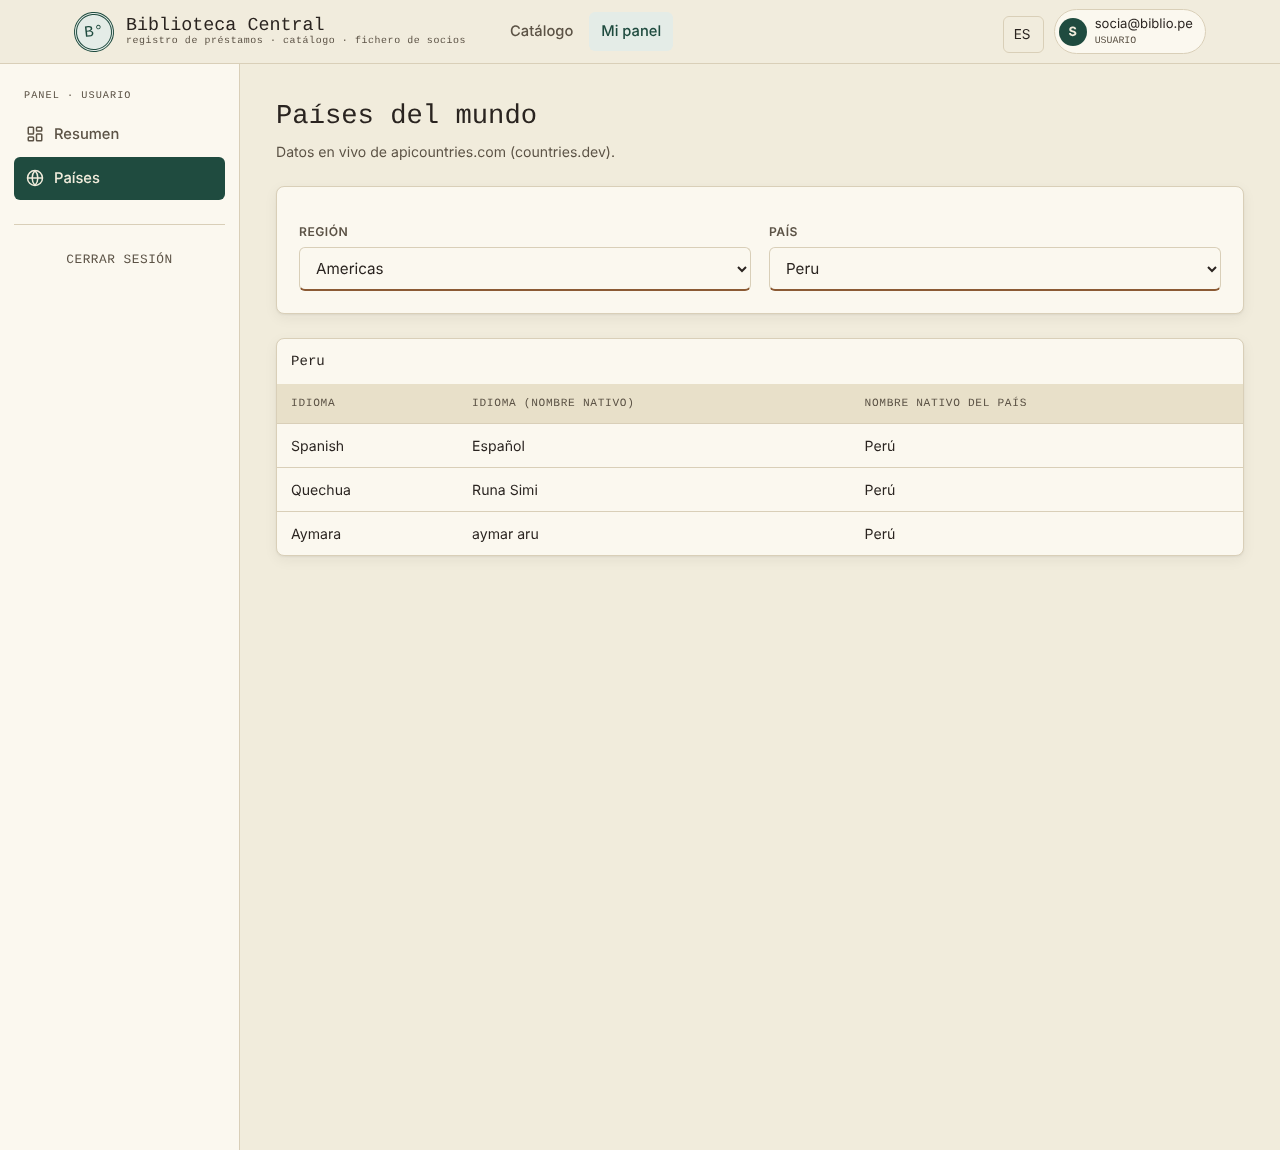 B°
Biblioteca Central
registro de préstamos · catálogo · fichero de socios
Catálogo
Mi panel
ES
S
socia@biblio.pe
USUARIO
PANEL · USUARIO
Resumen
Países
CERRAR SESIÓN
Países del mundo
Datos en vivo de apicountries.com (countries.dev).
REGIÓN
PAÍS
Americas
Peru
Peru
IDIOMA
IDIOMA (NOMBRE NATIVO)
NOMBRE NATIVO DEL PAÍS
Spanish
Español
Perú
Quechua
Runa Simi
Perú
Aymara
aymar aru
Perú